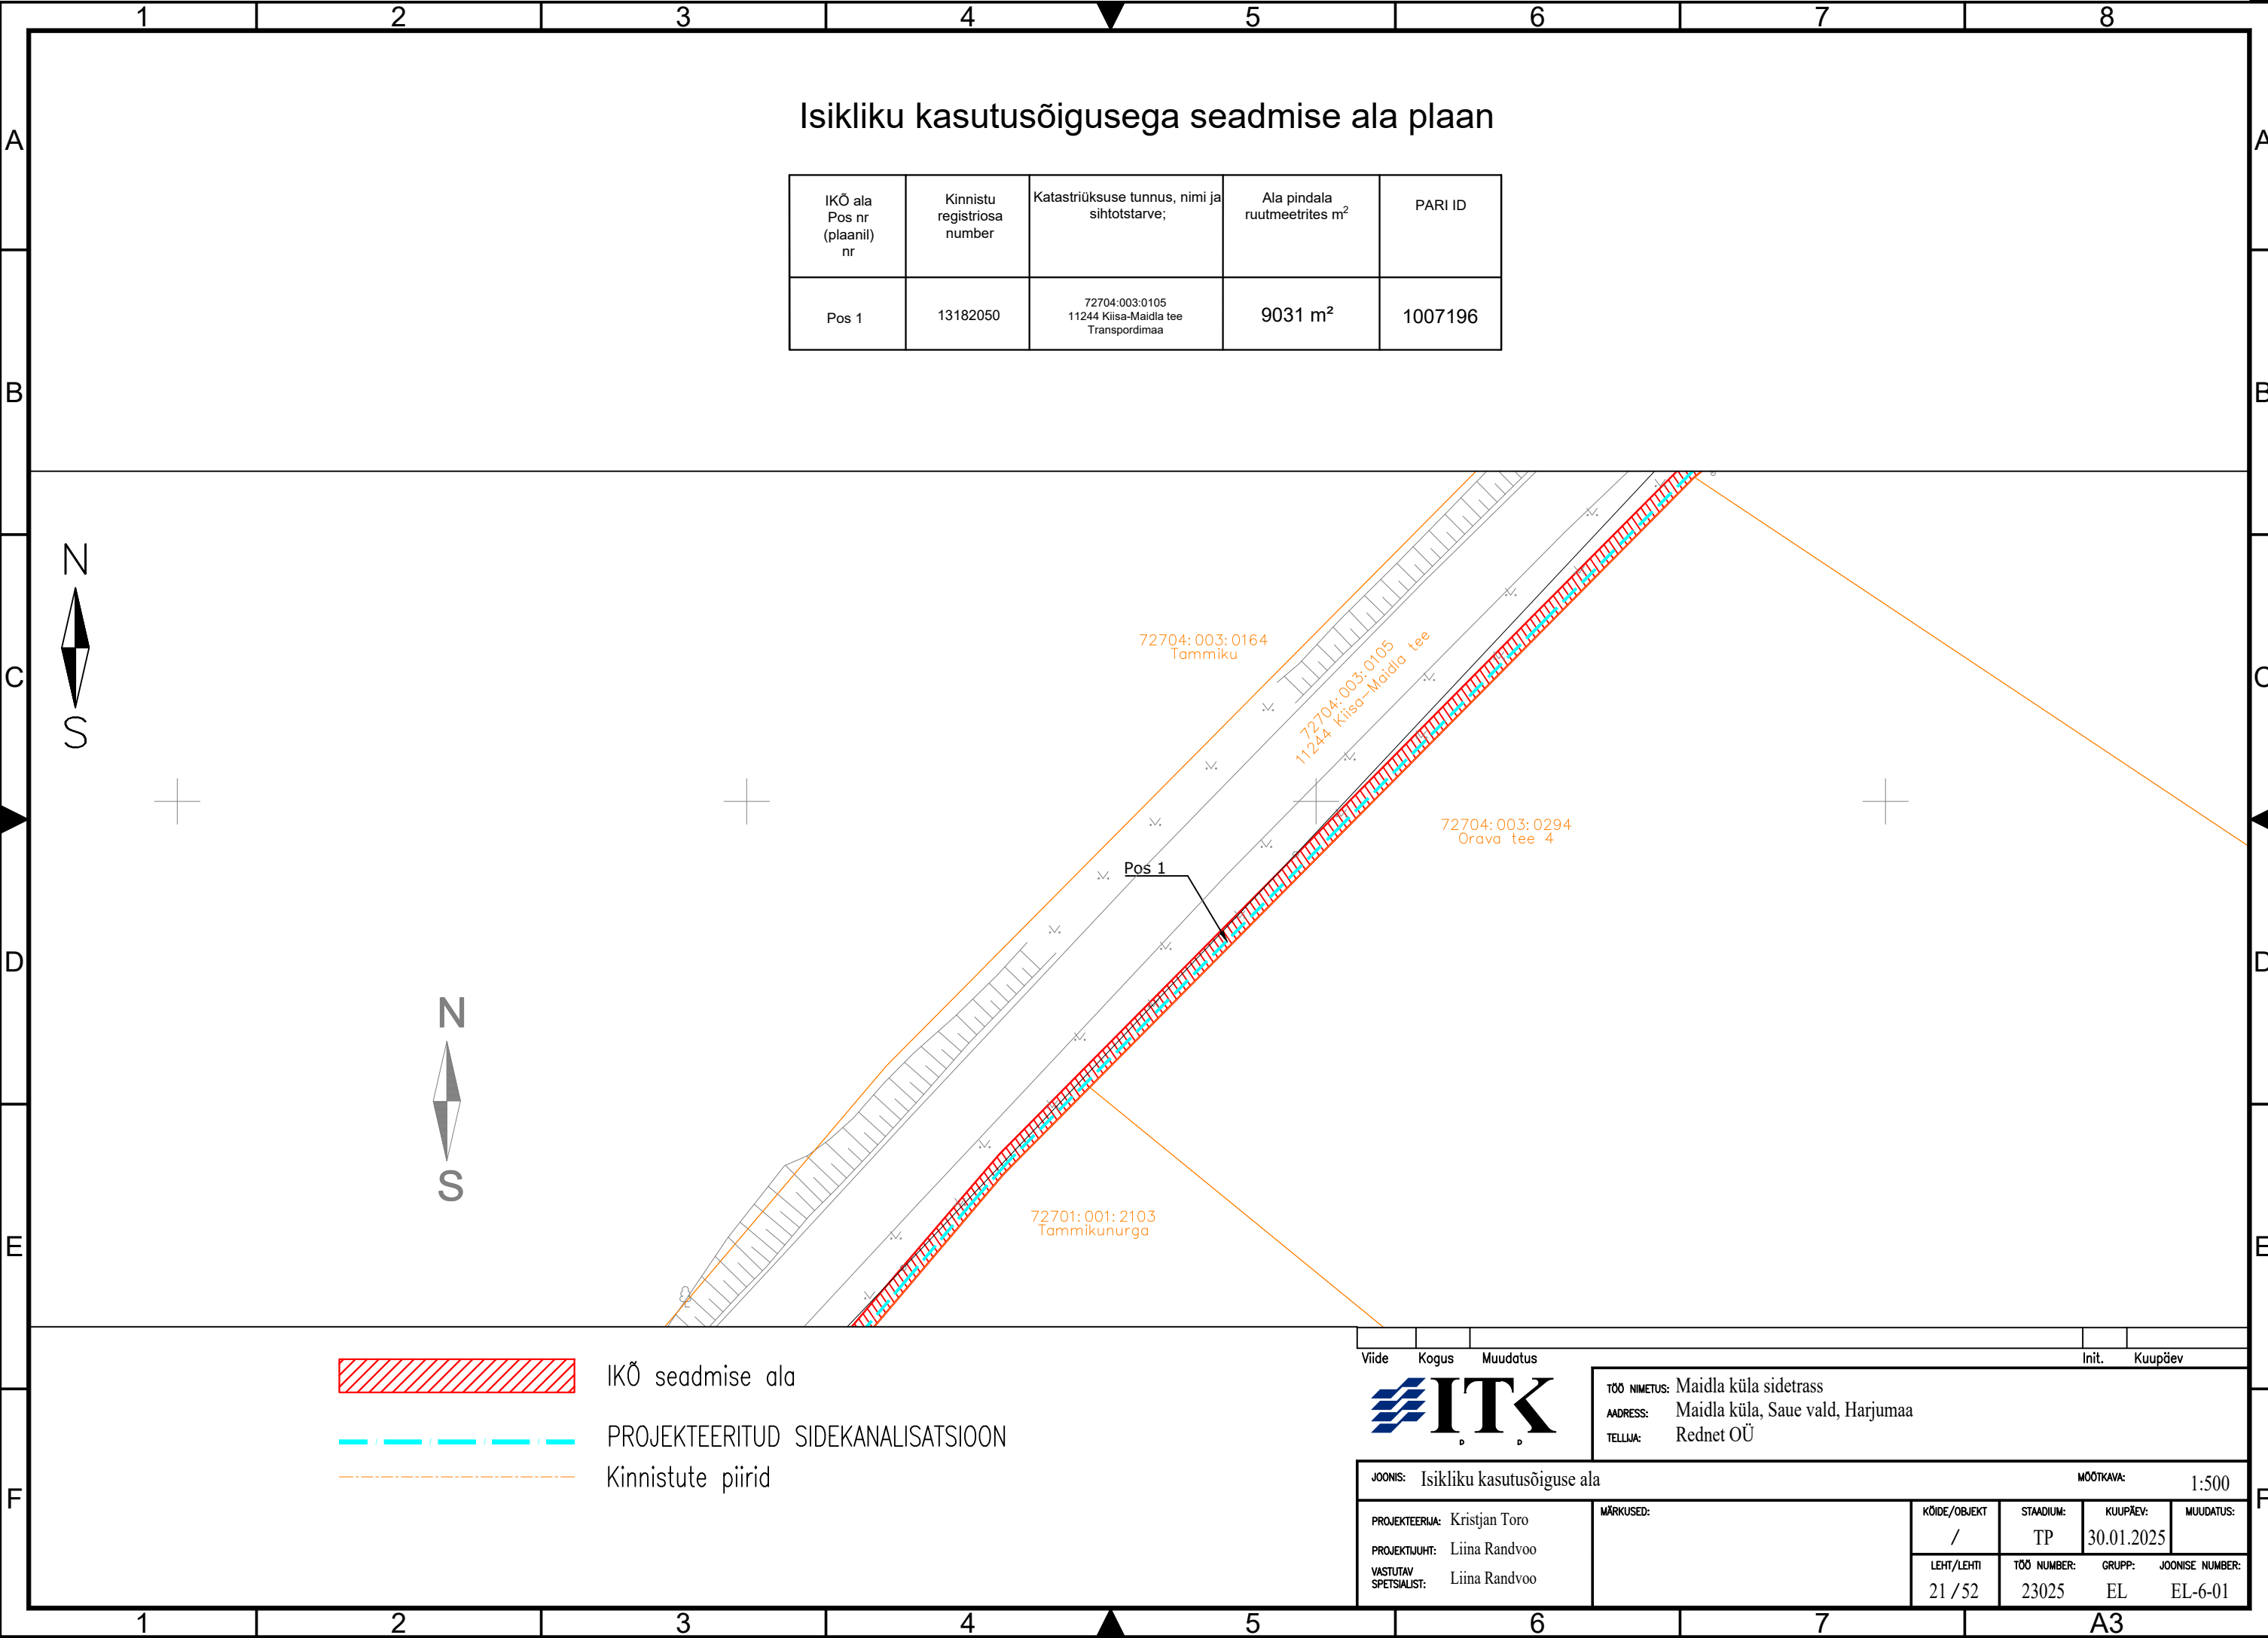 1 2 3 4 5 6 7 8
A A
B B
C C
D D
E E
F F
Isikliku kasutusõigusega seadmise ala plaan
IKÕ ala
Pos nr
(plaanil)
nr
Kinnistu
registriosa
number
Katastriüksuse tunnus, nimi ja
sihtotstarve;
Ala pindala
ruutmeetrites m²
PARI ID
Pos 1
13182050
72704:003:0105
11244 Kiisa-Maidla tee
Transpordimaa
9031 m²
1007196
N
S
72704:003:0164
Tammiku
72704:003:0105
11244 Kiisa-Maidla tee
72704:003:0294
Orava tee 4
Pos 1
N
S
72701:001:2103
Tammikunurga
IKÕ seadmise ala
PROJEKTEERITUD SIDEKANALISATSIOON
Kinnistute piirid
Viide Kogus Muudatus Init. Kuupäev
ITK
D D
TÖÖ NIMETUS: Maidla küla sidetrass
AADRESS: Maidla küla, Saue vald, Harjumaa
TELLIJA: Rednet OÜ
JOONIS: Isikliku kasutusõiguse ala
MÕÕTKAVA: 1:500
PROJEKTEERIJA: Kristjan Toro
PROJEKTIJUHT: Liina Randvoo
VASTUTAV
SPETSIALIST: Liina Randvoo
MÄRKUSED:
KÖIDE/OBJEKT STAADIUM: KUUPÄEV: MUUDATUS:
/ TP 30.01.2025
LEHT/LEHTI TÖÖ NUMBER: GRUPP: JOONISE NUMBER:
21 / 52 23025 EL EL-6-01
1 2 3 4 5 6 7 A3